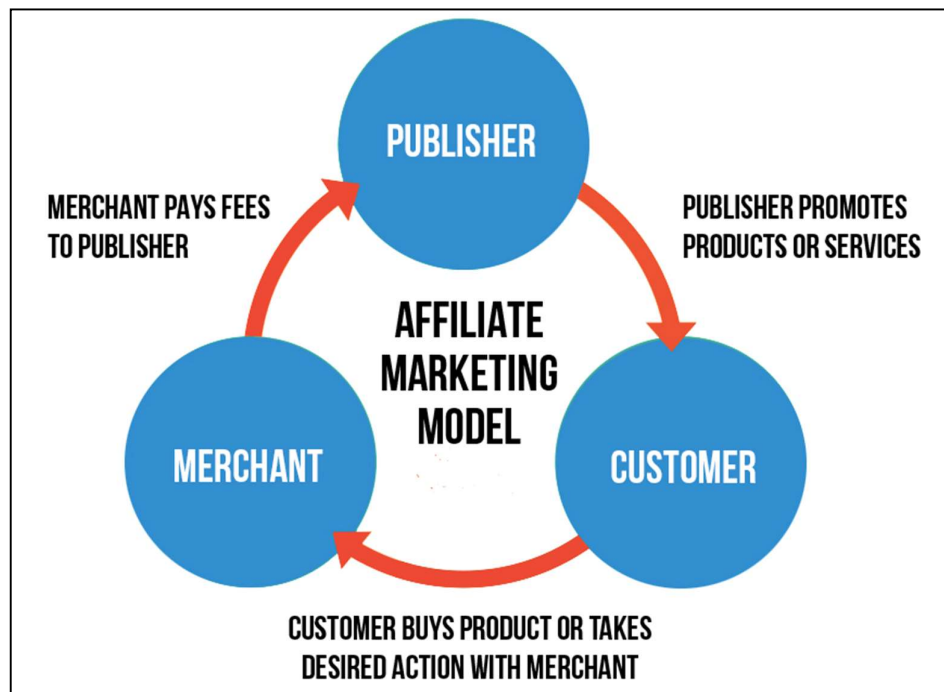 PUBLISHER
MERCHANT PAYS FEES
TO PUBLISHER
PUBLISHER PROMOTES
PRODUCTS OR SERVICES
AFFILIATE
MARKETING
MODEL
MERCHANT
CUSTOMER
CUSTOMER BUYS PRODUCT OR TAKES
DESIRED ACTION WITH MERCHANT